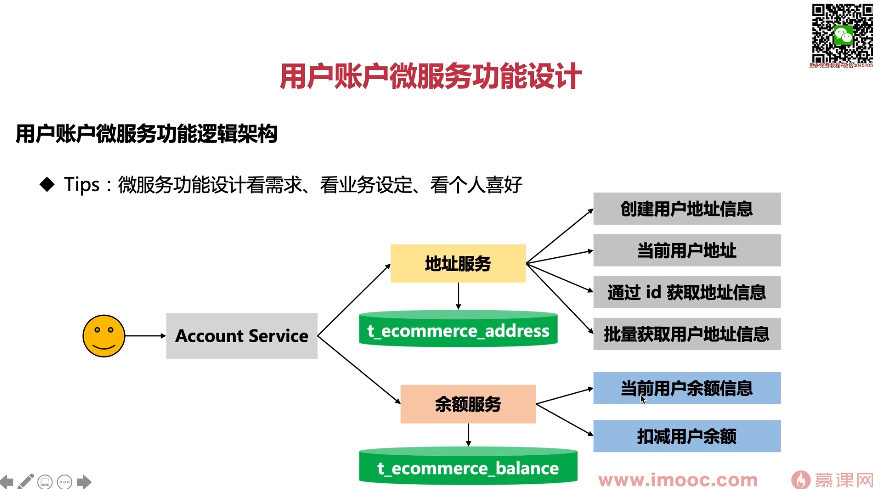 用户账户微服务功能设计
用户账户微服务功能逻辑架构
Tips：微服务功能设计看需求、看业务设定、看个人喜好
创建用户地址信息
当前用户地址
地址服务
通过 id 获取地址信息
t_ecommerce_address
批量获取用户地址信息
Account Service
当前用户余额信息
余额服务
扣减用户余额
t_ecommerce_balance
www.imooc.com
慕课网